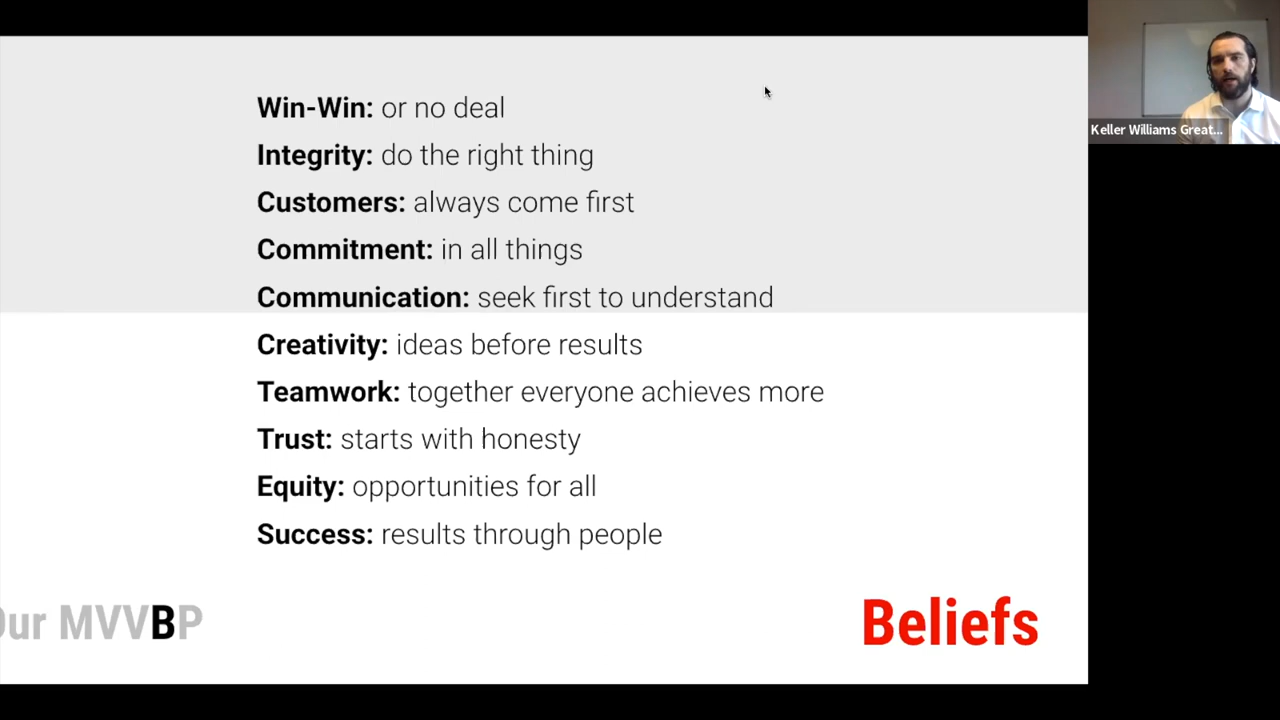 Win-Win: or no deal
Integrity: do the right thing
Customers: always come first
Commitment: in all things
Communication: seek first to understand
Creativity: ideas before results
Teamwork: together everyone achieves more
Trust: starts with honesty
Equity: opportunities for all
Success: results through people
Our MVVBP
Beliefs
Keller Williams Great...